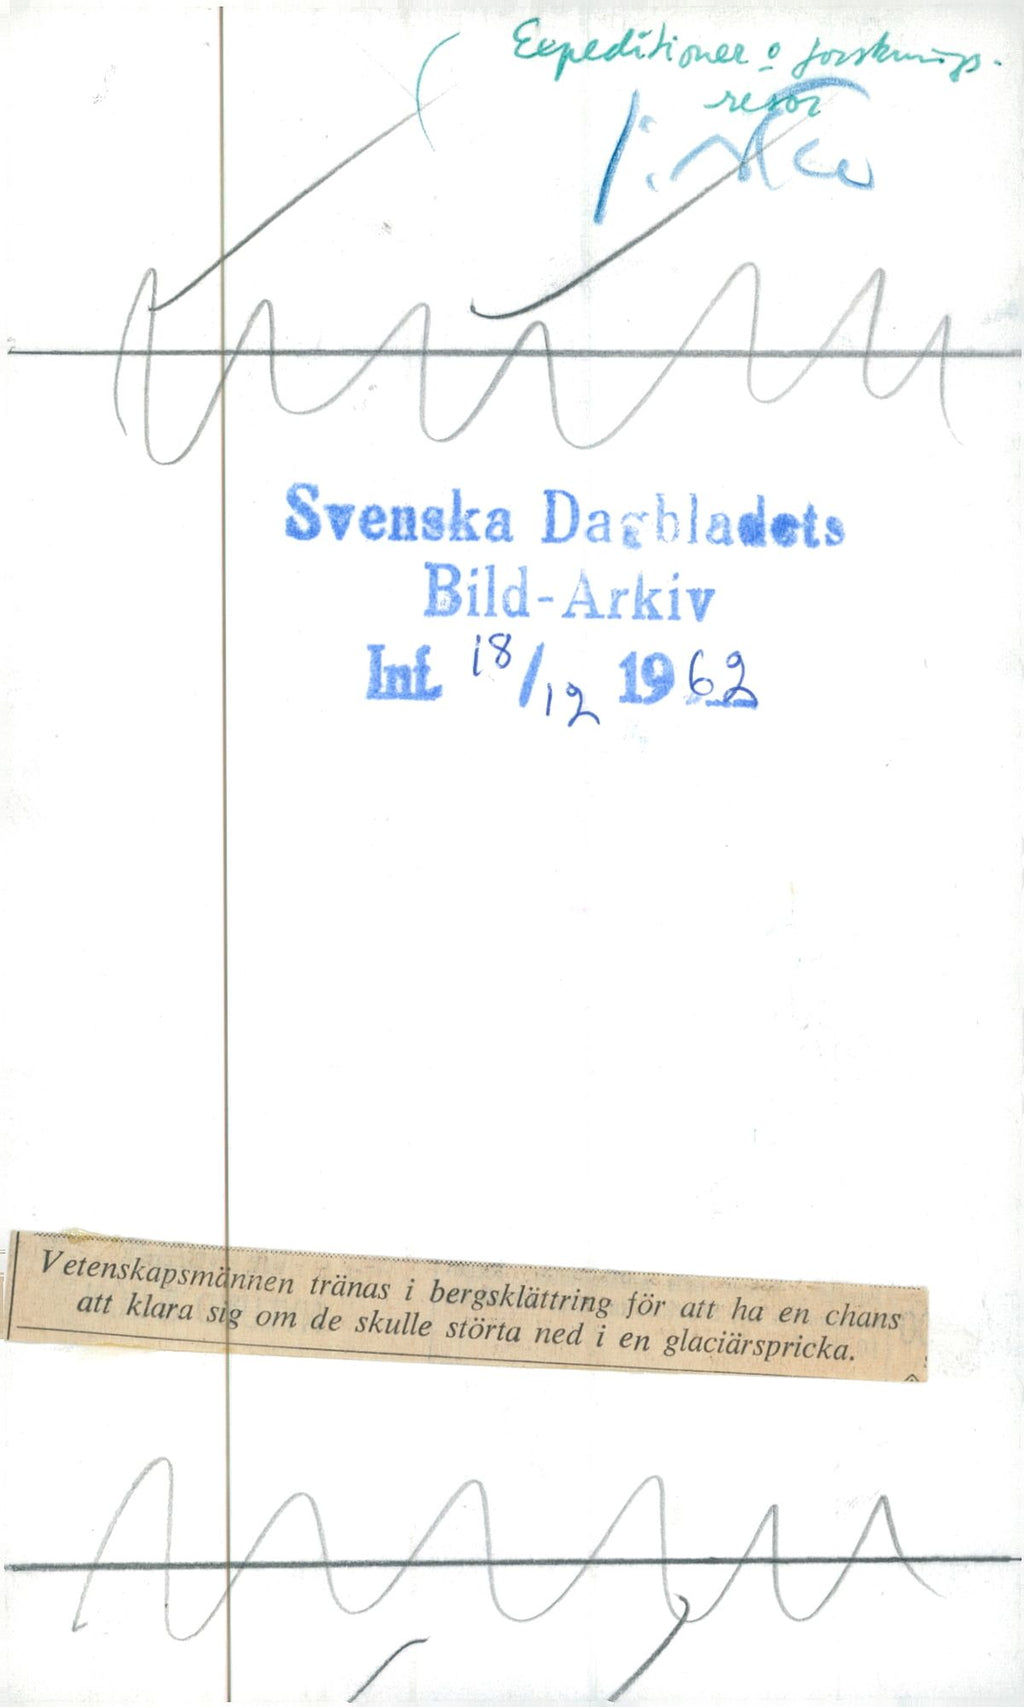 Expeditioner o forsknings-
resor
Svenska Dagbladets
Bild-Arkiv
Inf. 18/12 1962
Vetenskapsmännen tränas i bergsklättring för att ha en chans
att klara sig om de skulle störta ned i en glaciärspricka.